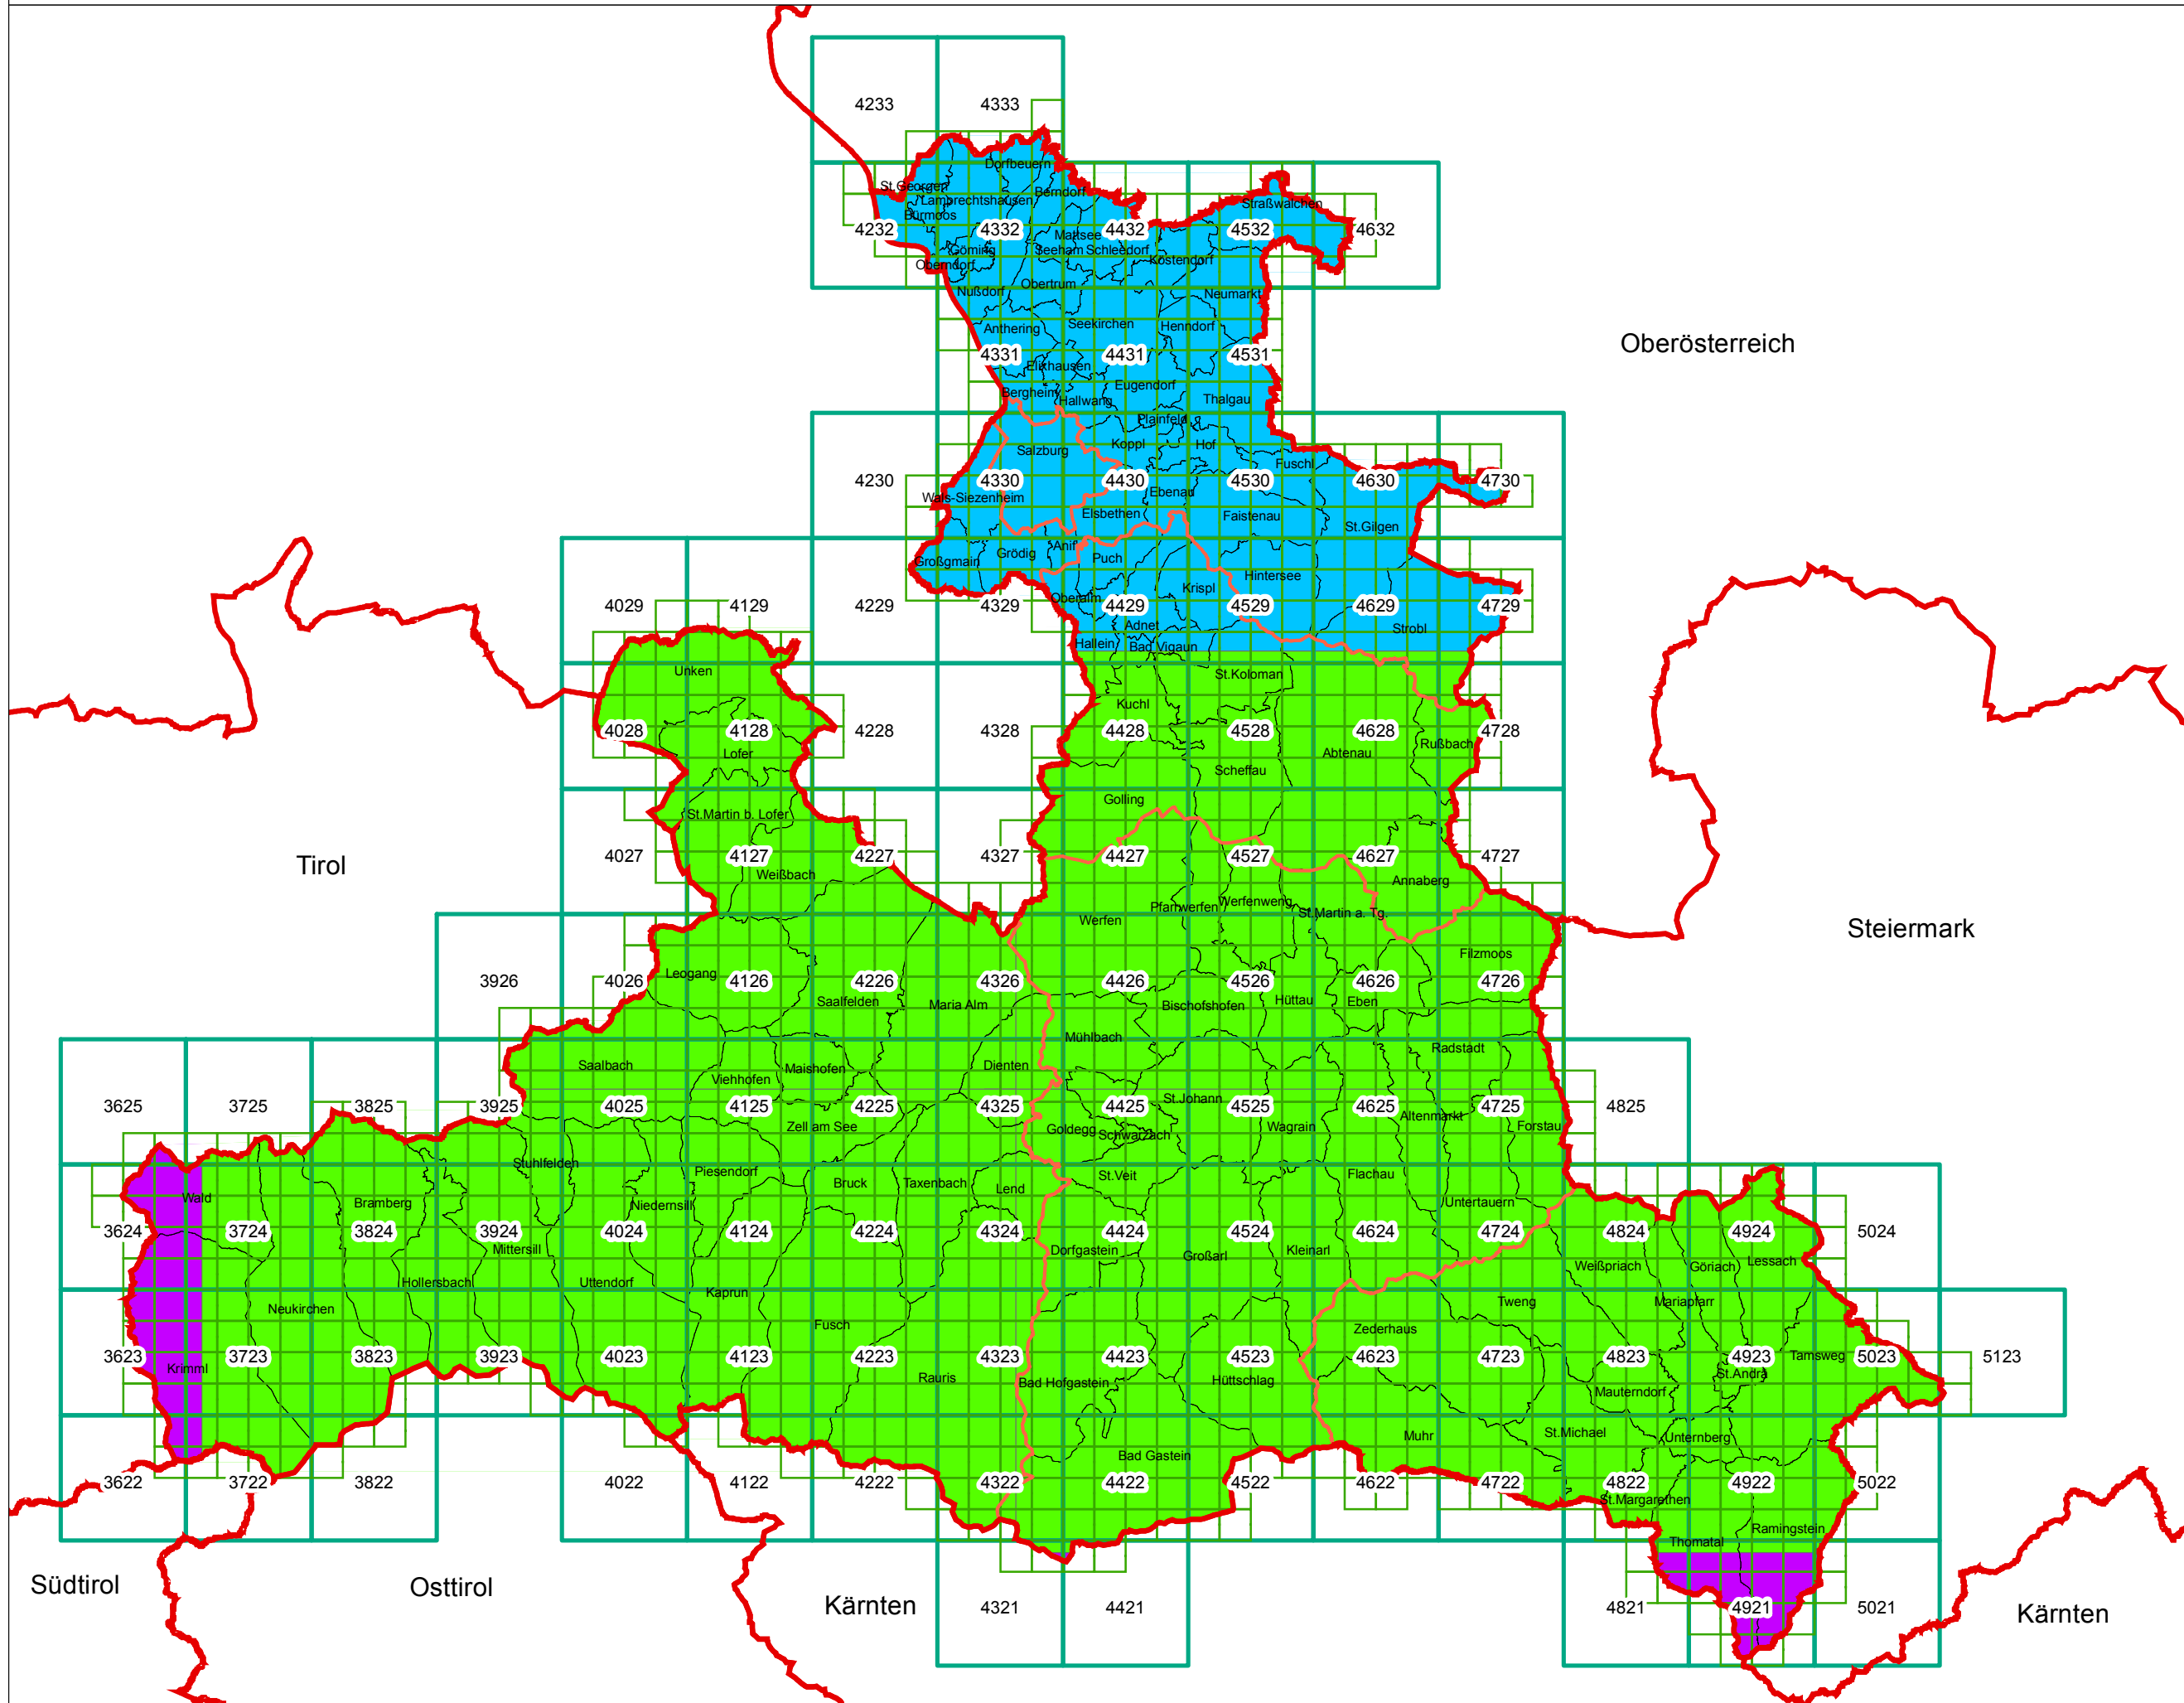 4233 4333
Dorfbeuern
St.Georgen Berndorf
Lamprechtshausen Straßwalchen
Bürmoos
4232 4332 Mattsee 4432 4532 4632
Göming Seeham Schleedorf
Oberndorf Köstendorf
Nußdorf Obertrum Neumarkt
Anthering Seekirchen Henndorf
Oberösterreich
4331 4431 4531
Elixhausen
Bergheim Eugendorf
Hallwang Thalgau
Plainfeld
Salzburg Koppl Hof
Fuschl
4230 4330 4430 4530 4630 4730
Wals-Siezenheim Ebenau
Elsbethen Faistenau St.Gilgen
Großgmain Grödig Anif Puch
Krispl Hintersee
4029 4129 4229 4329 Oberalm 4429 4529 4629 4729
Adnet Strobl
Hallein Bad Vigaun
Unken St.Koloman
Kuchl
4028 4128 4228 4328 4428 4528 4628 4728
Lofer Abtenau Rußbach
Scheffau
Golling
St.Martin b. Lofer
Tirol
4027 4127 4227 4327 4427 4527 4627 4727
Weißbach Annaberg
Pfarrwerfen Werfenweng
Werfen St.Martin a. Tg.
Steiermark
Leogang Filzmoos
3926 4026 4126 4226 4326 4426 4526 4626 4726
Saalfelden Maria Alm Bischofshofen Hüttau Eben
Mühlbach
Saalbach Viehhofen Maishofen Dienten Radstadt
3625 3725 3825 3925 4025 4125 4225 4325 4425 St.Johann 4525 4625 4725 4825
Zell am See Goldegg Schwarzach Wagrain Altenmarkt Forstau
Stuhlfelden Piesendorf
Wald Bramberg Niedernsill Bruck Taxenbach Lend St.Veit Flachau Untertauern
3624 3724 3824 3924 4024 4124 4224 4324 4424 4524 4624 4724 4824 4924 5024
Mittersill Dorfgastein Großarl Kleinarl
Hollersbach Uttendorf Kaprun Weißpriach Göriach Lessach
Neukirchen Fusch Tweng Mariapfarr
Zederhaus
3623 3723 3823 3923 4023 4123 4223 4323 4423 4523 4623 4723 4823 4923 Tamsweg 5023 5123
Krimml Rauris Bad Hofgastein Hüttschlag Mauterndorf St.Andrä
Bad Gastein Muhr St.Michael Unternberg
3622 3722 3822 4022 4122 4222 4322 4422 4522 4622 4722 4822 4922 5022
St.Margarethen
Thomatal Ramingstein
Südtirol Osttirol Kärnten
4321 4421 4821 4921 5021
Kärnten